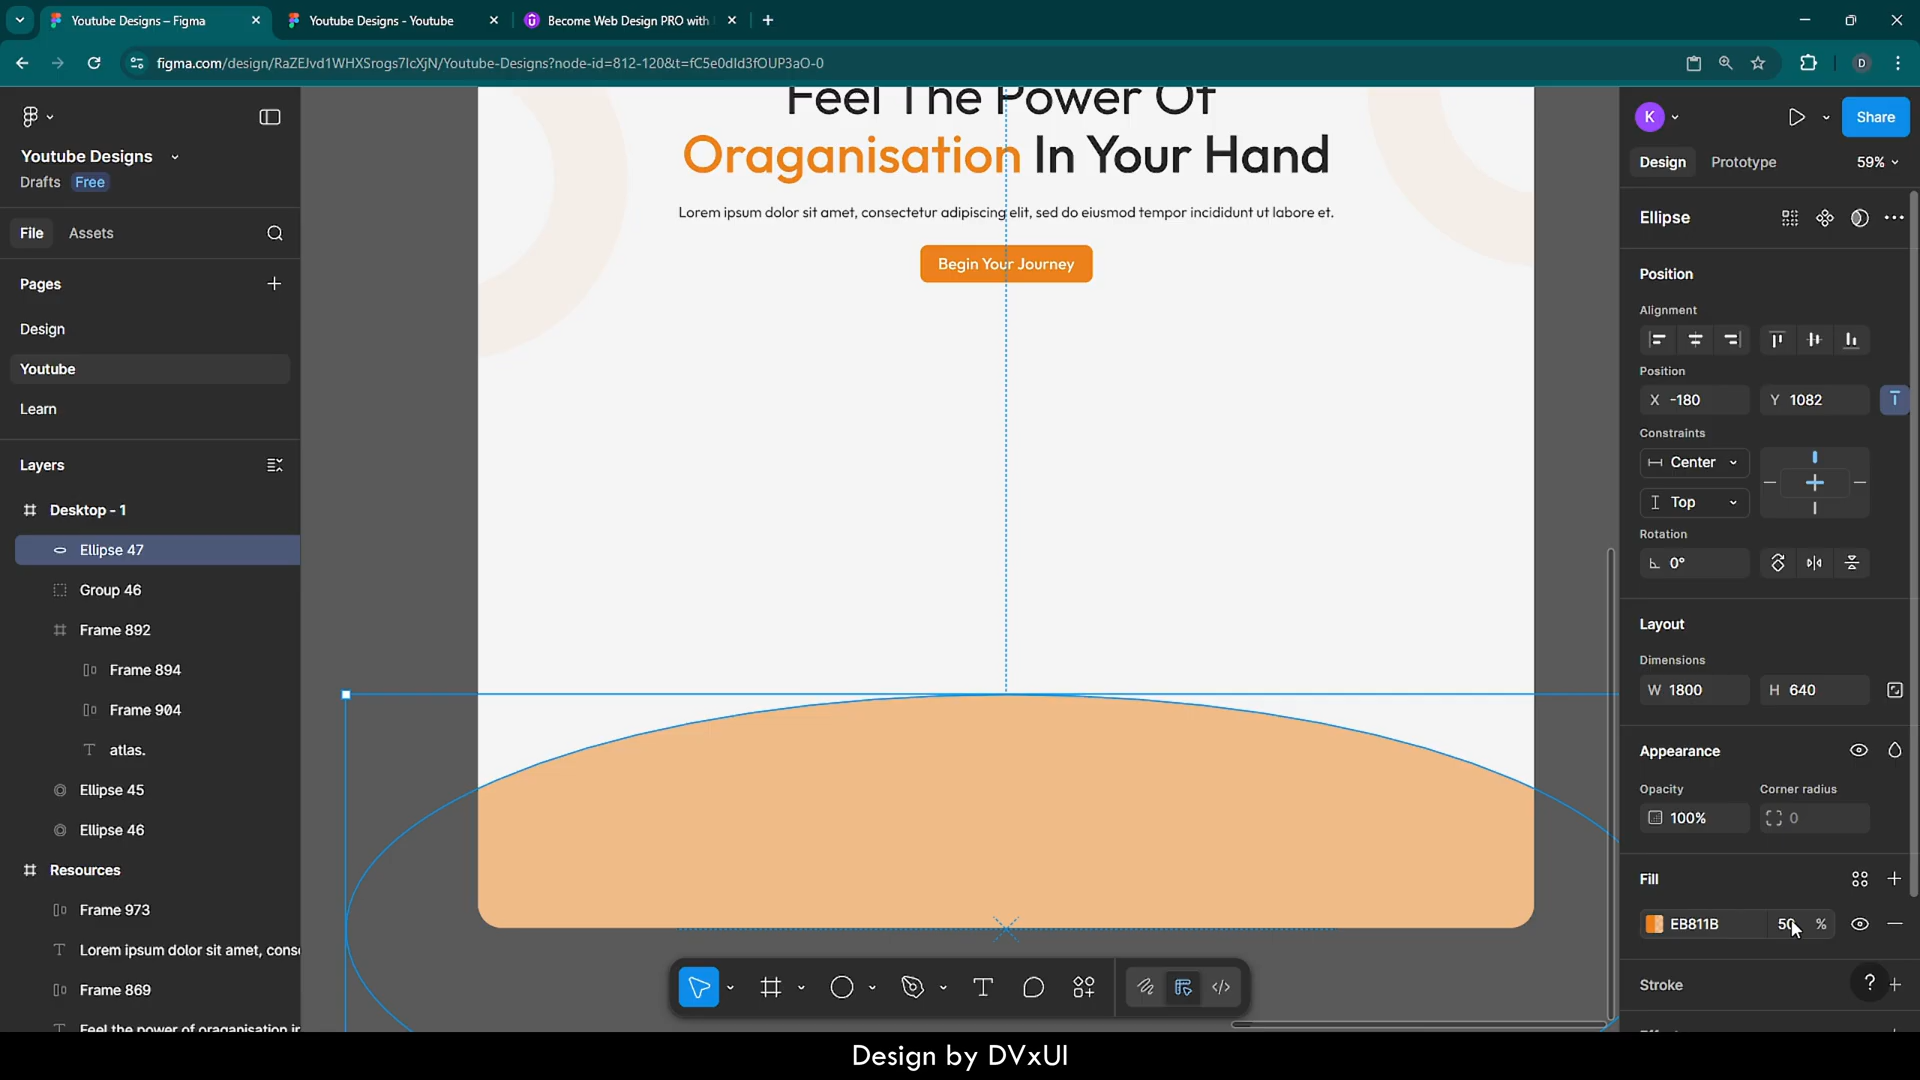 Youtube Designs – Figma
Youtube Designs - Youtube
Become Web Design PRO with
figma.com/design/RaZEJvd1WHXSrogs7lcXjN/Youtube-Designs?node-id=812-120&t=fC5e0dId3fOUP3aO-0
D
Youtube Designs
Drafts
Free
File
Assets
Pages
Design
Youtube
Learn
Layers
Desktop - 1
Ellipse 47
Group 46
Frame 892
Frame 894
Frame 904
atlas.
Ellipse 45
Ellipse 46
Resources
Frame 973
Lorem ipsum dolor sit amet, conse
Frame 869
Feel the power of oraganisation in
Feel The Power Of
Oraganisation In Your Hand
Lorem ipsum dolor sit amet, consectetur adipiscing elit, sed do eiusmod tempor incididunt ut labore et.
Begin Your Journey
K
Share
Design
Prototype
59%
Ellipse
Position
Alignment
Position
X -180
Y 1082
Constraints
Center
Top
Rotation
0°
Layout
Dimensions
W 1800
H 640
Appearance
Opacity
Corner radius
100%
0
Fill
EB811B
50 %
Stroke
?
Design by DVxUI